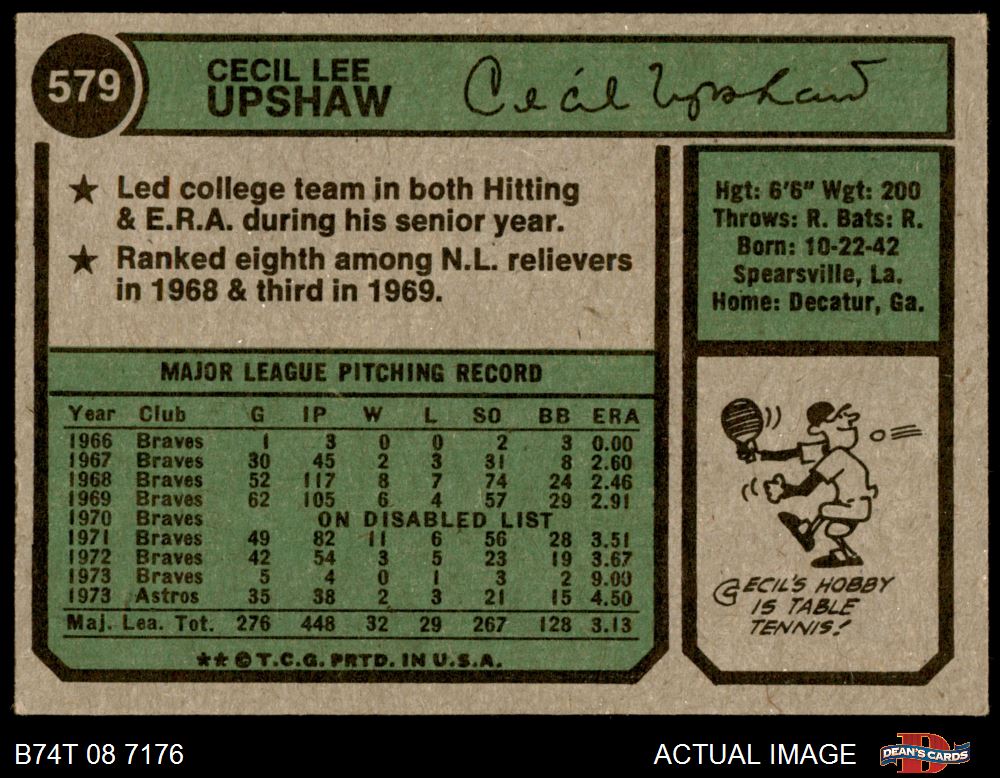 579
CECIL LEE
UPSHAW
Cecil Upshaw
★ Led college team in both Hitting
& E.R.A. during his senior year.
★ Ranked eighth among N.L. relievers
in 1968 & third in 1969.
Hgt: 6'6" Wgt: 200
Throws: R. Bats: R.
Born: 10-22-42
Spearsville, La.
Home: Decatur, Ga.
MAJOR LEAGUE PITCHING RECORD
Year Club G IP W L SO BB ERA
1966 Braves 1 3 0 0 2 3 0.00
1967 Braves 30 45 2 3 31 8 2.60
1968 Braves 52 117 8 7 74 24 2.46
1969 Braves 62 105 6 4 57 29 2.91
1970 Braves ON DISABLED LIST
1971 Braves 49 82 11 6 56 28 3.51
1972 Braves 42 54 3 5 23 19 3.67
1973 Braves 5 4 0 1 3 2 9.00
1973 Astros 35 38 2 3 21 15 4.50
Maj. Lea. Tot. 276 448 32 29 267 128 3.13
★★ © T.C.G. PRTD. IN U.S.A.
CECIL'S HOBBY
IS TABLE
TENNIS!
B74T 08 7176
ACTUAL IMAGE
D
DEAN'S CARDS